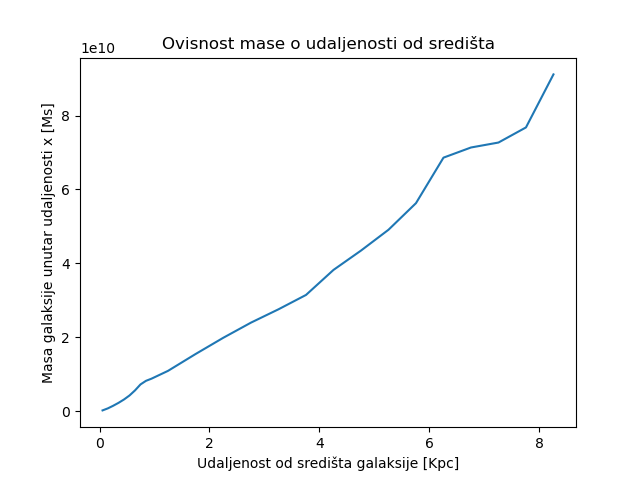 Ovisnost mase o udaljenosti od središta
1e10
8
6
4
2
0
Masa galaksije unutar udaljenosti x [Ms]
0 2 4 6 8
Udaljenost od središta galaksije [Kpc]